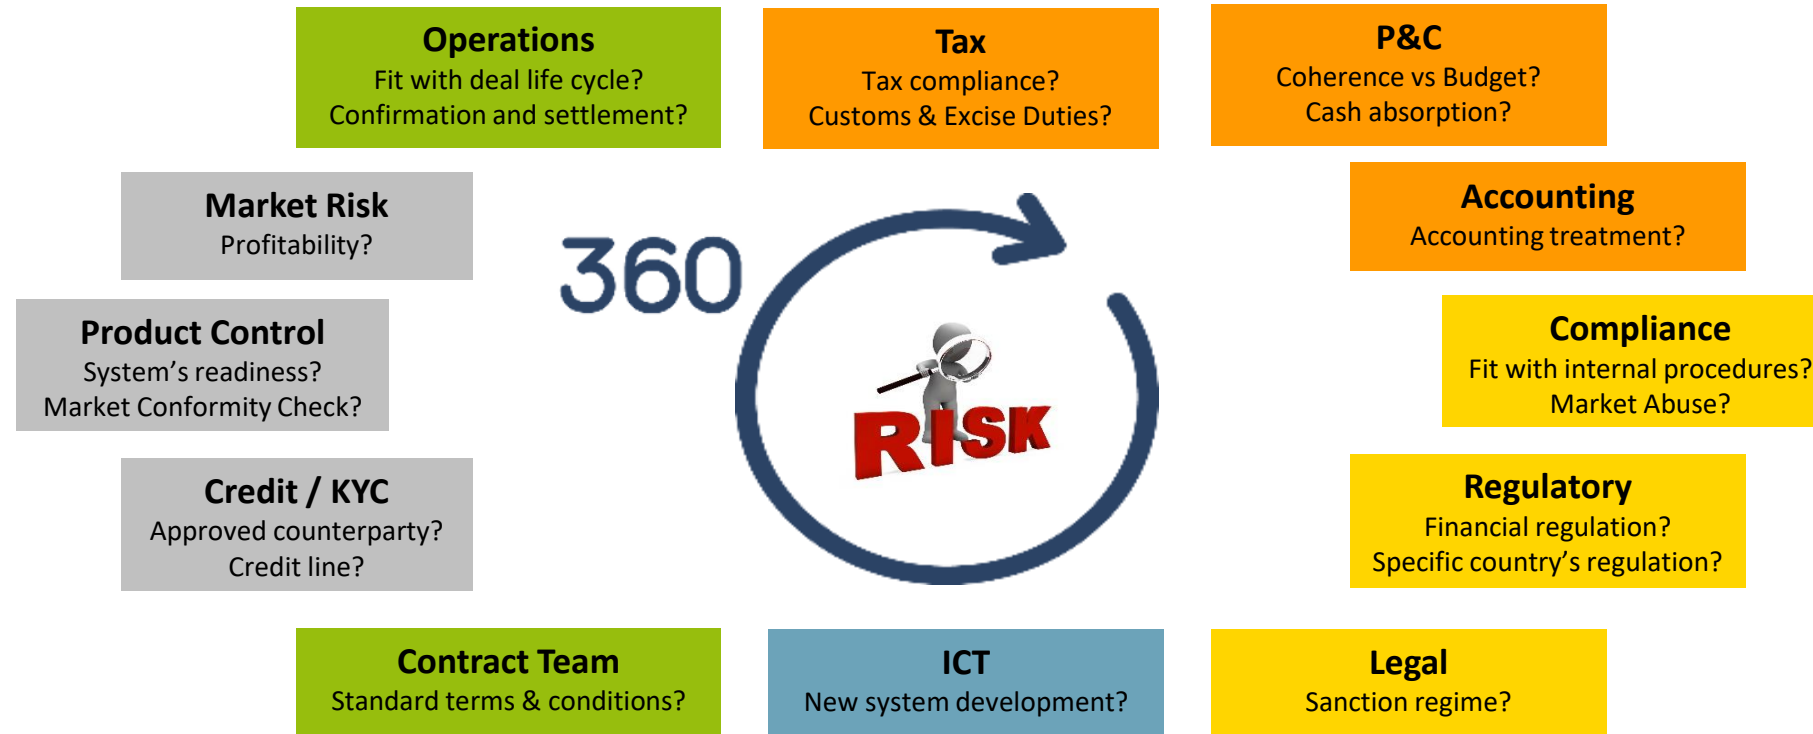 Operations
Fit with deal life cycle?
Confirmation and settlement?
Tax
Tax compliance?
Customs & Excise Duties?
P&C
Coherence vs Budget?
Cash absorption?
Market Risk
Profitability?
360
Accounting
Accounting treatment?
Product Control
System’s readiness?
Market Conformity Check?
RISK
Compliance
Fit with internal procedures?
Market Abuse?
Credit / KYC
Approved counterparty?
Credit line?
Regulatory
Financial regulation?
Specific country’s regulation?
Contract Team
Standard terms & conditions?
ICT
New system development?
Legal
Sanction regime?